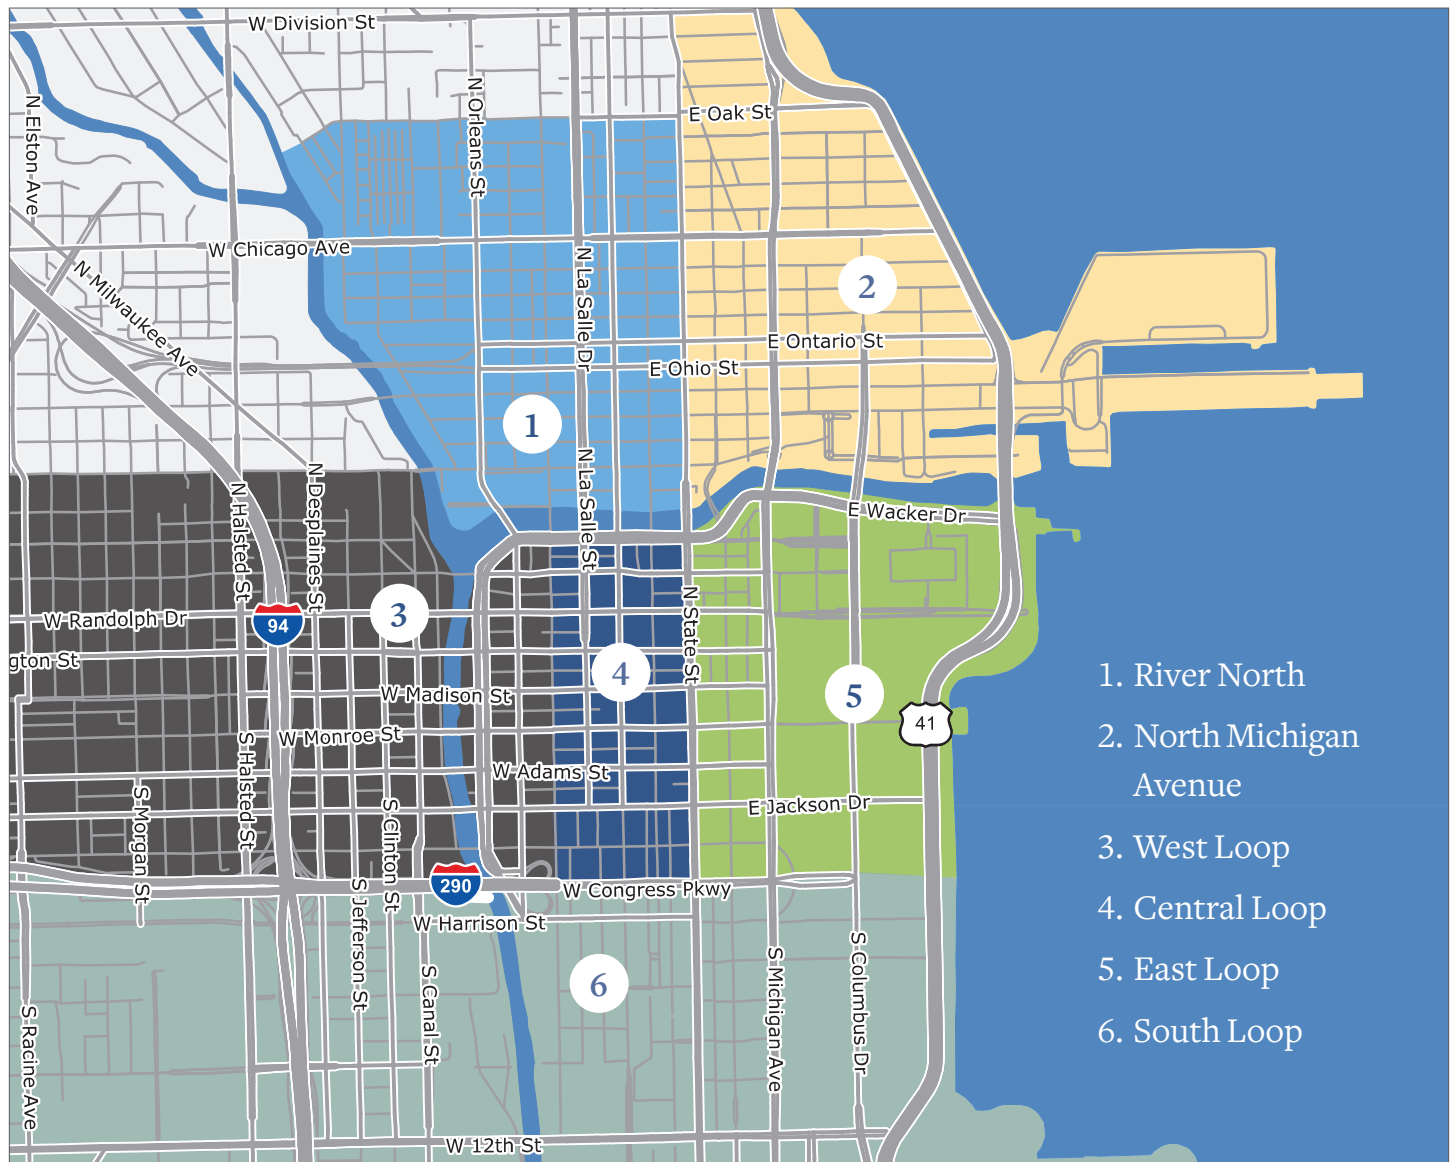 W Division St
N Elston Ave
N Orleans St
E Oak St
W Chicago Ave
N Milwaukee Ave
N La Salle Dr
2
E Ontario St
E Ohio St
1
N La Salle St
N Halsted St
N Desplaines St
E Wacker Dr
W Randolph Dr
94
3
N State St
gton St
4
W Madison St
5
41
W Monroe St
S Halsted St
W Adams St
S Morgan St
S Clinton St
E Jackson Dr
290
W Congress Pkwy
S Jefferson St
W Harrison St
6
S Canal St
S Michigan Ave
S Columbus Dr
S Racine Ave
W 12th St
1. River North
2. North Michigan
Avenue
3. West Loop
4. Central Loop
5. East Loop
6. South Loop